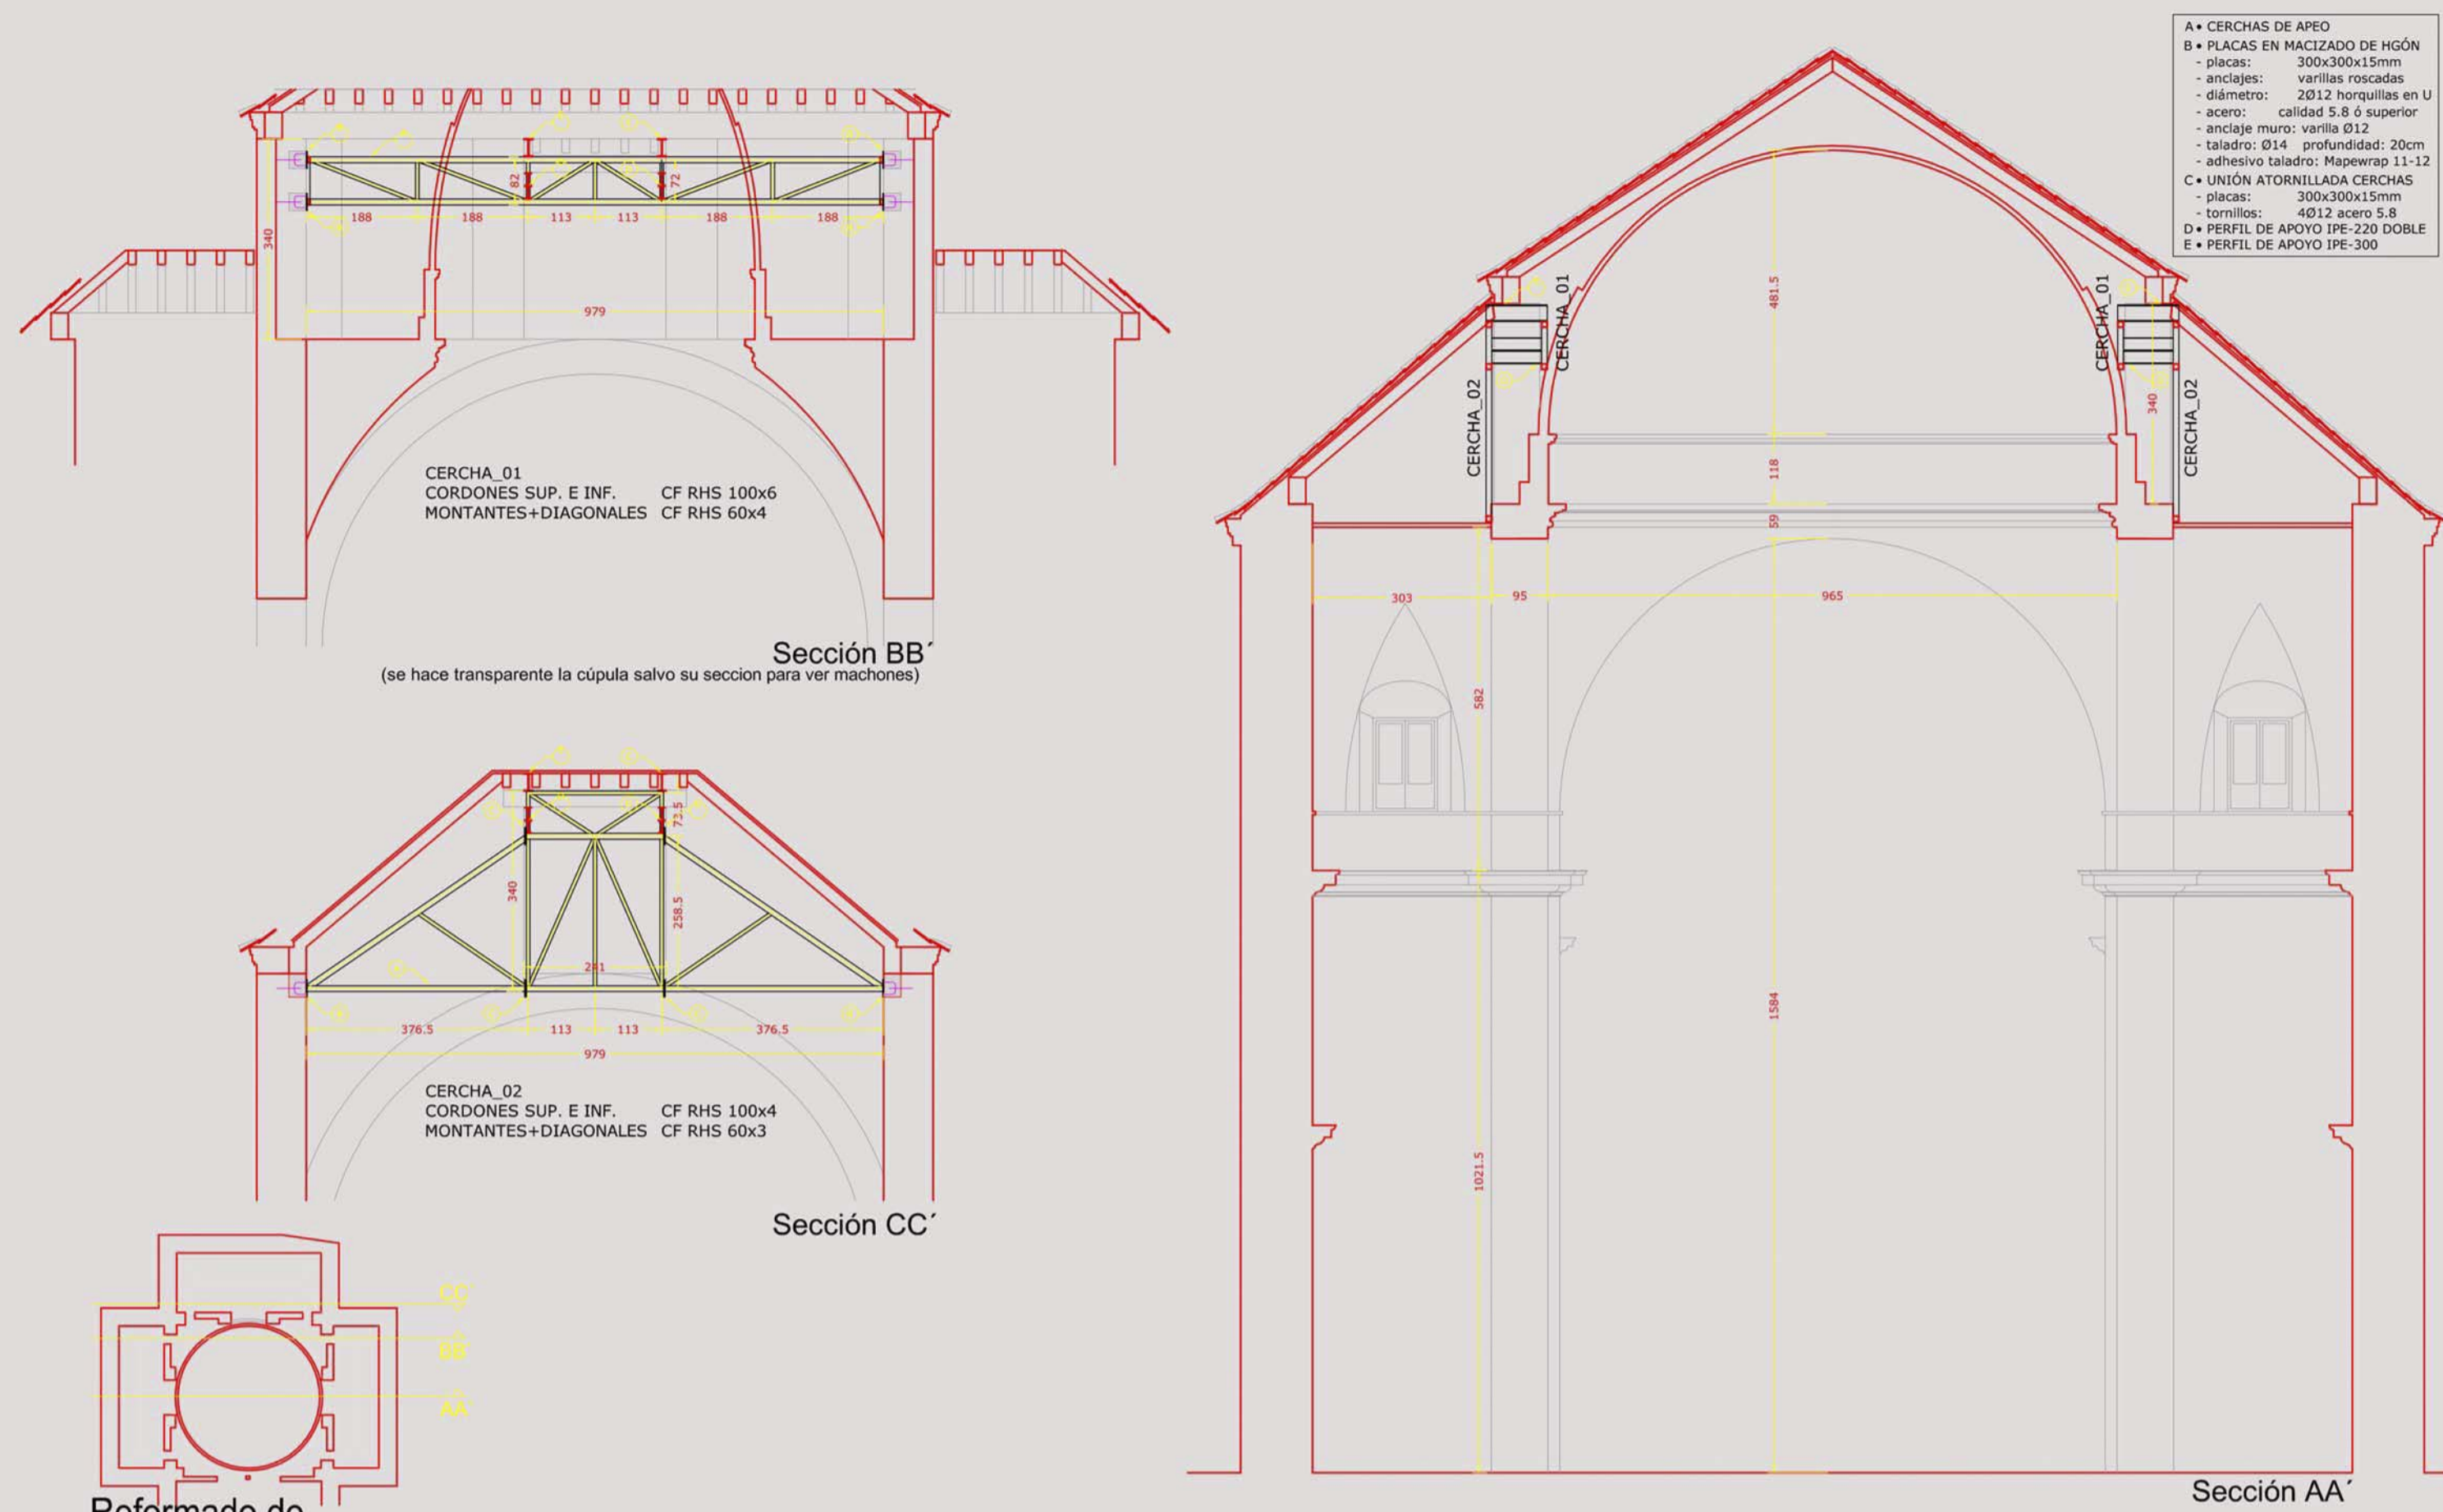 A • CERCHAS DE APEO
B • PLACAS EN MACIZADO DE HGÓN
- placas: 300x300x15mm
- anclajes: varillas roscadas
- diámetro: 2Ø12 horquillas en U
- acero: calidad 5.8 ó superior
- anclaje muro: varilla Ø12
- taladro: Ø14 profundidad: 20cm
- adhesivo taladro: Mapewrap 11-12
C • UNIÓN ATORNILLADA CERCHAS
- placas: 300x300x15mm
- tornillos: 4Ø12 acero 5.8
D • PERFIL DE APOYO IPE-220 DOBLE
E • PERFIL DE APOYO IPE-300
82
72
188
188
113
113
188
188
340
979
CERCHA_01
CORDONES SUP. E INF. CF RHS 100x6
MONTANTES+DIAGONALES CF RHS 60x4
Sección BB´
(se hace transparente la cúpula salvo su seccion para ver machones)
73.5
340
258.5
241
376.5
113
113
376.5
979
CERCHA_02
CORDONES SUP. E INF. CF RHS 100x4
MONTANTES+DIAGONALES CF RHS 60x3
Sección CC´
CC´
BB´
AA´
Reformado de
481.5
CERCHA_01
CERCHA_01
CERCHA_02
CERCHA_02
340
118
59
303
95
965
582
1584
1021.5
Sección AA´